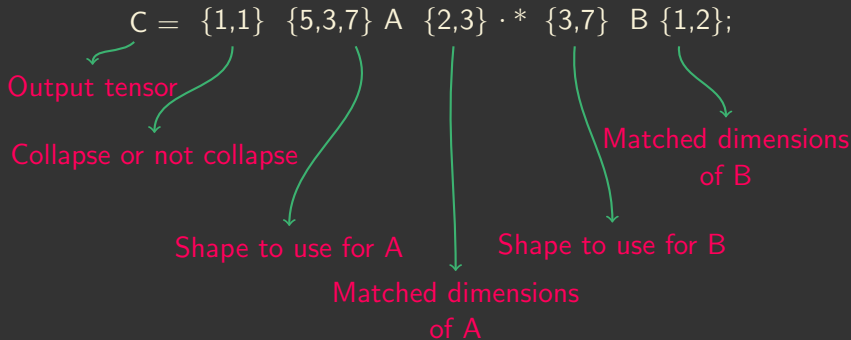 C = {1,1} {5,3,7} A {2,3} · * {3,7} B {1,2};
Output tensor
Collapse or not collapse
Matched dimensions
of B
Shape to use for A
Shape to use for B
Matched dimensions
of A